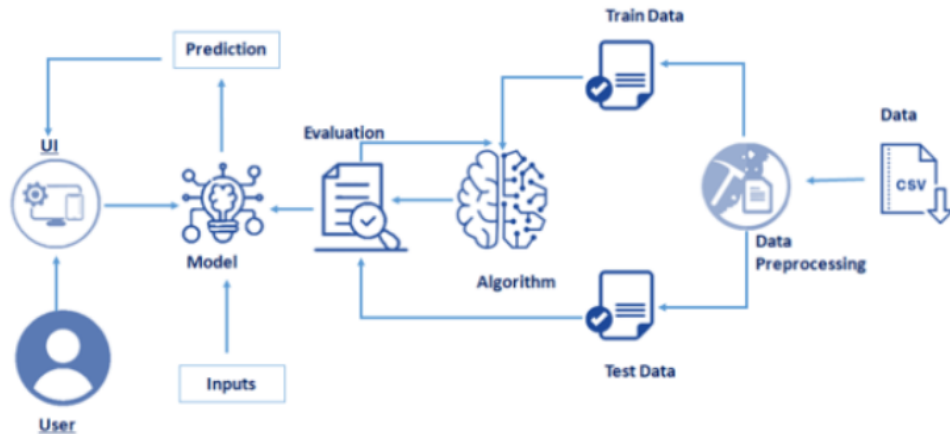 Train Data
Prediction
Data
Evaluation
UI
CSV
Model
Data
Preprocessing
Algorithm
Inputs
Test Data
User